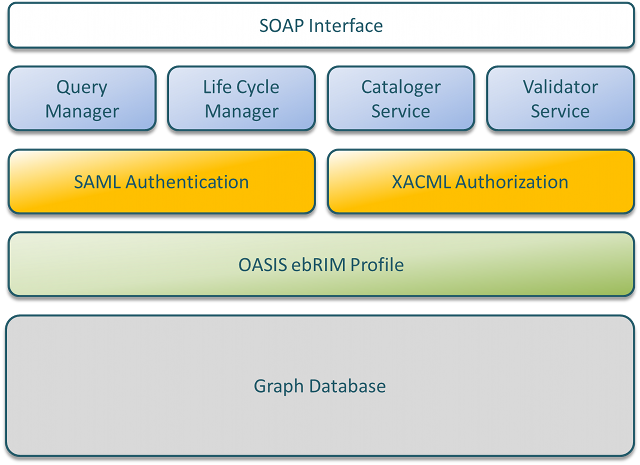 SOAP Interface
Query
Manager
Life Cycle
Manager
Cataloger
Service
Validator
Service
SAML Authentication
XACML Authorization
OASIS ebRIM Profile
Graph Database